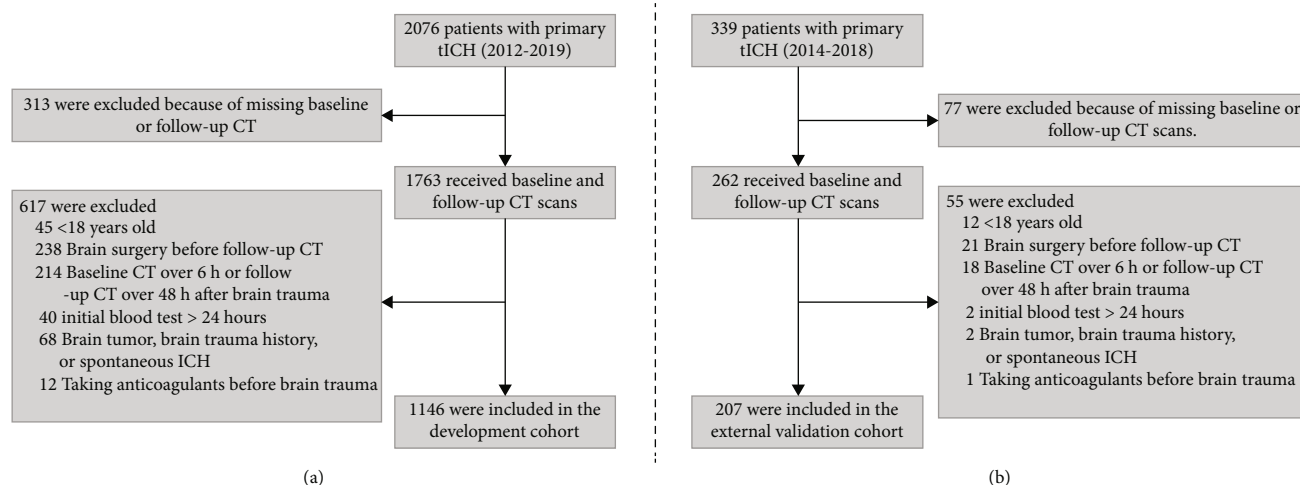 2076 patients with primary
tICH (2012-2019)
313 were excluded because of missing baseline
or follow-up CT
1763 received baseline and
follow-up CT scans
617 were excluded
45 <18 years old
238 Brain surgery before follow-up CT
214 Baseline CT over 6 h or follow
-up CT over 48 h after brain trauma
40 initial blood test > 24 hours
68 Brain tumor, brain trauma history,
or spontaneous ICH
12 Taking anticoagulants before brain trauma
1146 were included in the
development cohort
(a)
339 patients with primary
tICH (2014-2018)
77 were excluded because of missing baseline or
follow-up CT scans.
262 received baseline and
follow-up CT scans
55 were excluded
12 <18 years old
21 Brain surgery before follow-up CT
18 Baseline CT over 6 h or follow-up CT
over 48 h after brain trauma
2 initial blood test > 24 hours
2 Brain tumor, brain trauma history,
or spontaneous ICH
1 Taking anticoagulants before brain trauma
207 were included in the
external validation cohort
(b)